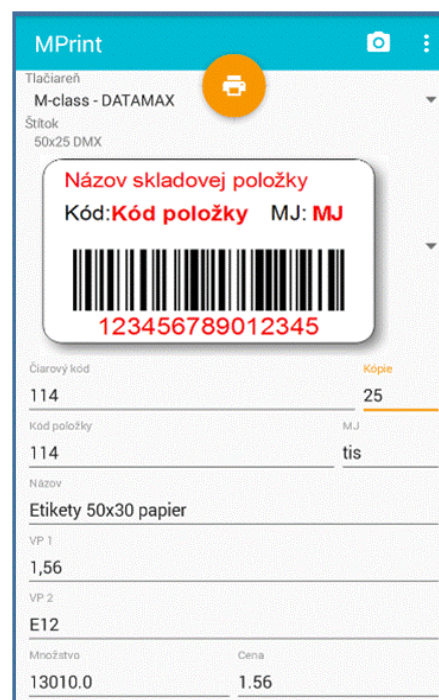 MPrint
Tlačiareň
M-class - DATAMAX
Štítok
50x25 DMX
Názov skladovej položky
Kód:Kód položky MJ: MJ
123456789012345
Čiarový kód Kópie
114 25
Kód položky MJ
114 tis
Názov
Etikety 50x30 papier
VP 1
1,56
VP 2
E12
Množstvo Cena
13010.0 1.56